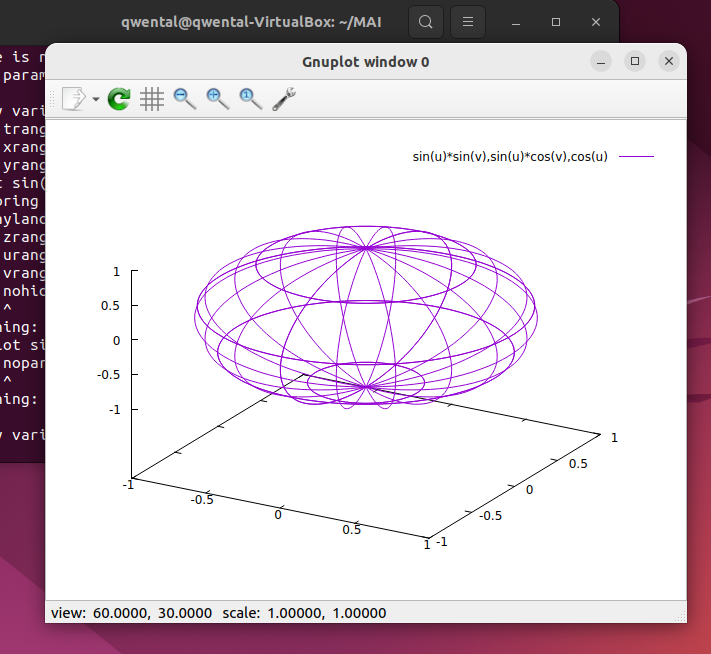 qwental@qwental-VirtualBox: ~/MAI
Gnuplot window 0
e is n
param
v vari
trang
xrang
yrang
t sin(
oring
aylanc
zrang
urang
vrang
nohic
^
ning:
lot si
nopar
^
ning:
v vari
sin(u)*sin(v),sin(u)*cos(v),cos(u)
1
0.5
0
-0.5
-1
-1
-0.5
0
0.5
1
-1
-0.5
0
0.5
1
view: 60.0000, 30.0000 scale: 1.00000, 1.00000